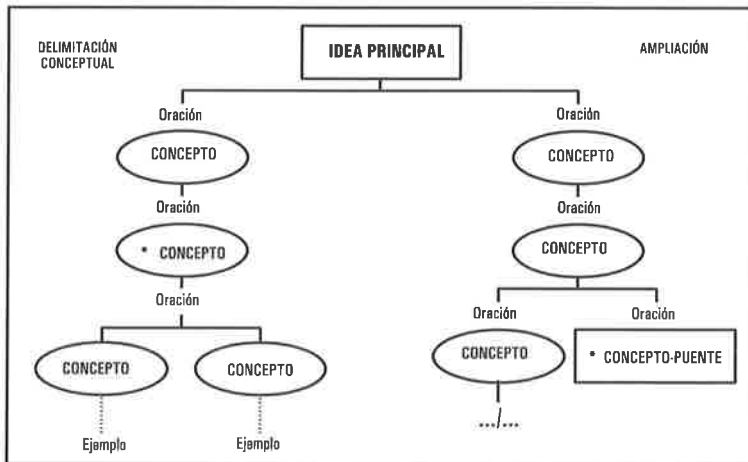 DELIMITACIÓN
CONCEPTUAL
IDEA PRINCIPAL
AMPLIACIÓN
Oración
Oración
CONCEPTO
CONCEPTO
Oración
Oración
* CONCEPTO
CONCEPTO
Oración
Oración
Oración
CONCEPTO
CONCEPTO
CONCEPTO
* CONCEPTO-PUENTE
.../...
Ejemplo
Ejemplo